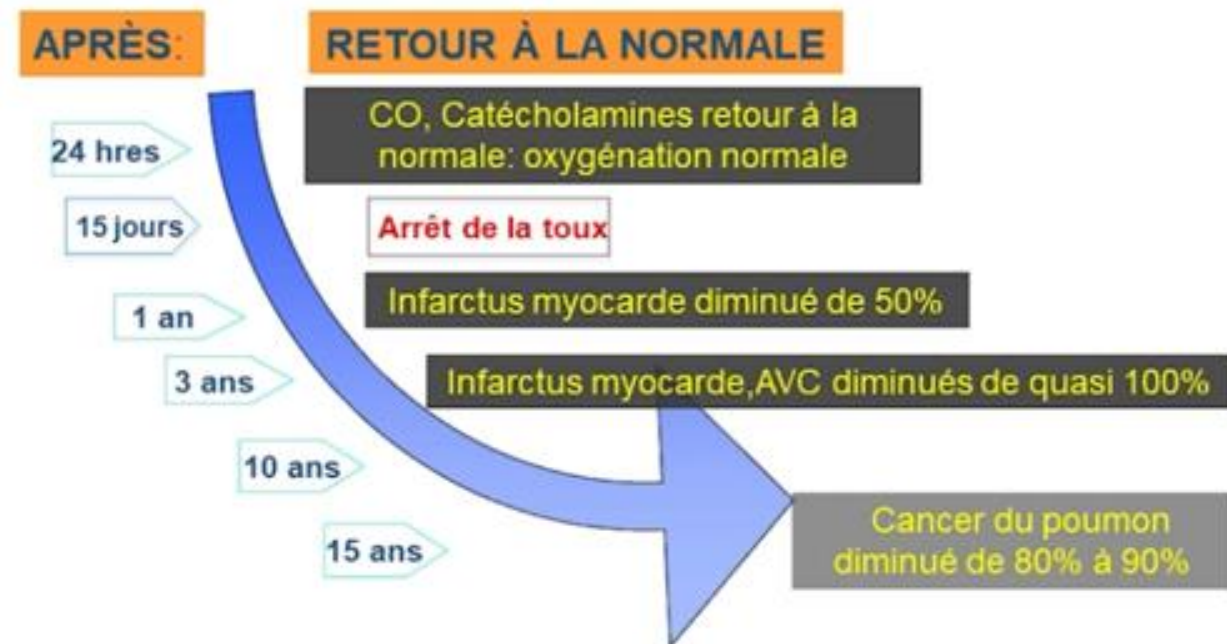 APRÈS:
RETOUR À LA NORMALE
24 hres
CO, Catécholamines retour à la
normale: oxygénation normale
15 jours
Arrêt de la toux
1 an
Infarctus myocarde diminué de 50%
3 ans
Infarctus myocarde,AVC diminués de quasi 100%
10 ans
15 ans
Cancer du poumon
diminué de 80% à 90%